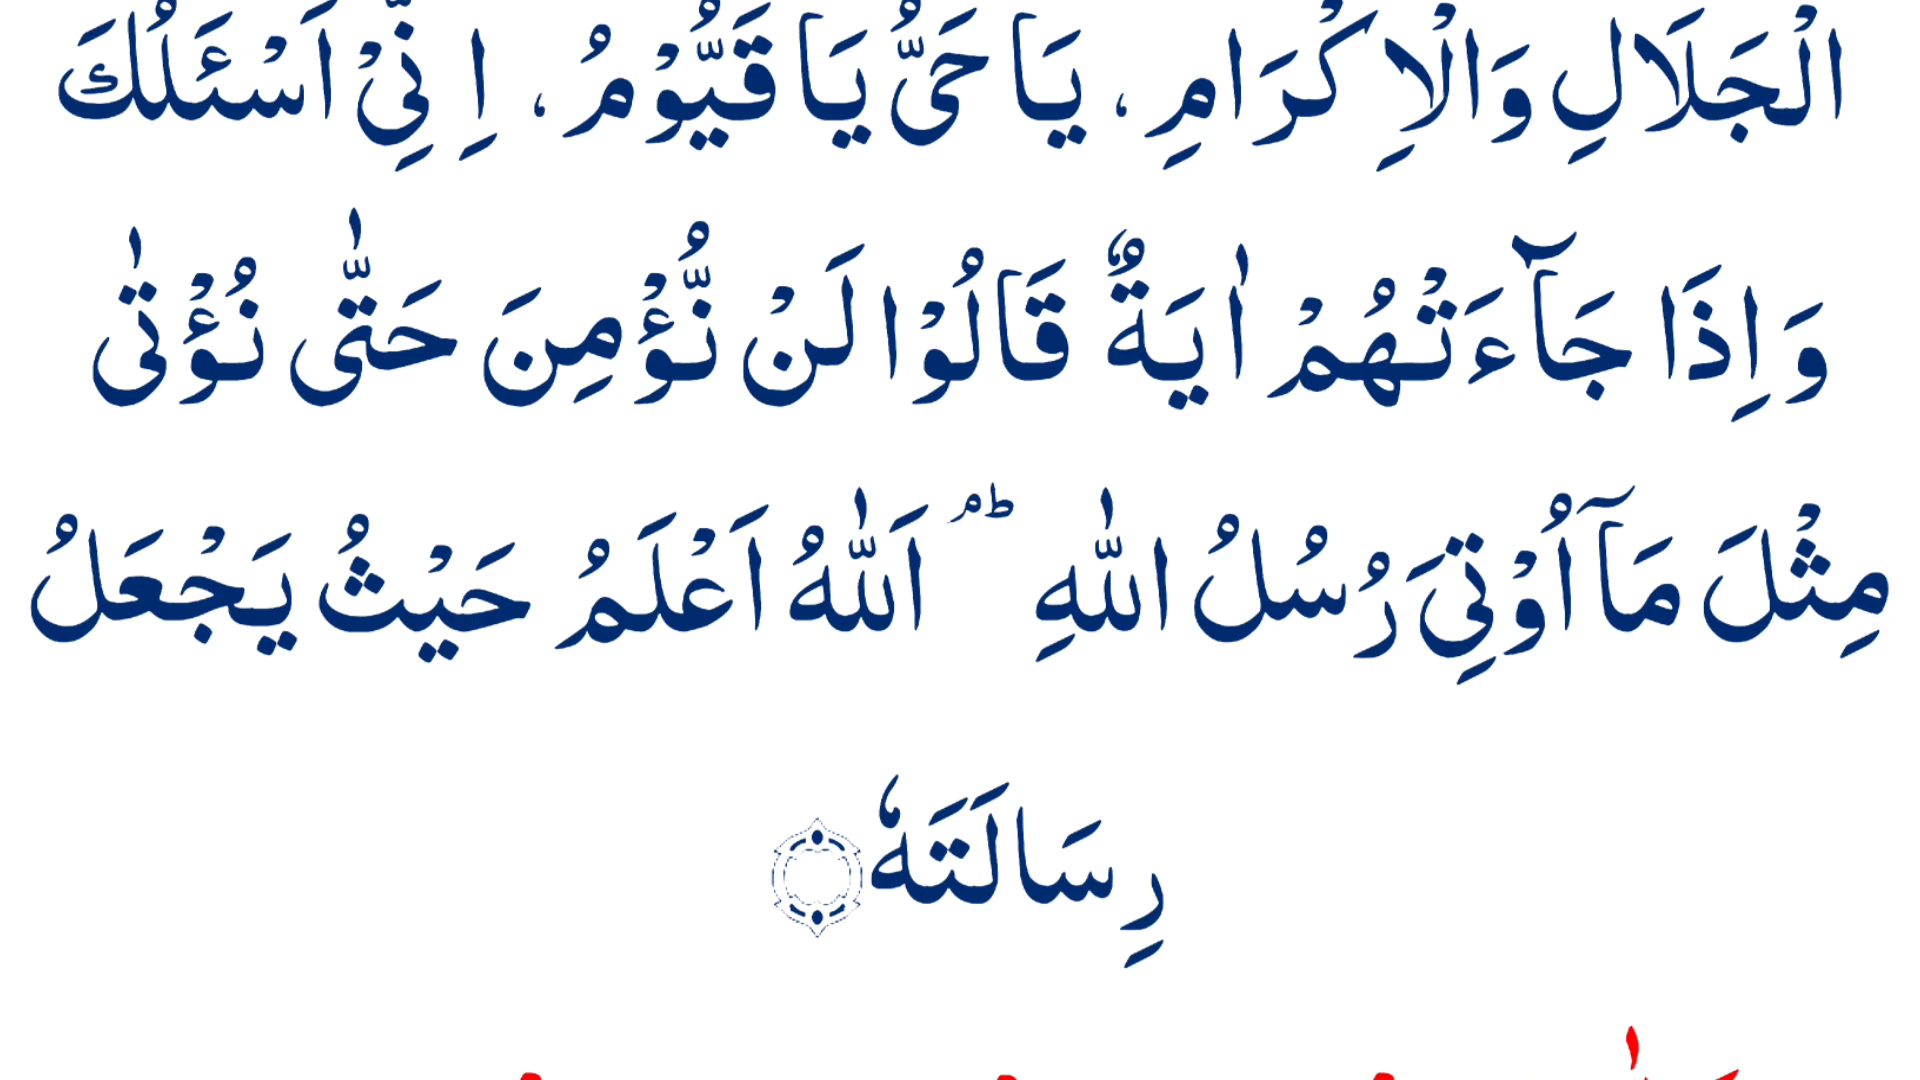 الْجَلَالِ وَالْاِكْرَامِ، يَا حَيُّ يَا قَيُّوْمُ، اِنِّيْ اَسْئَلُكَ
وَاِذَا جَآءَتْهُمْ اٰيَةٌ قَالُوْا لَنْ نُّؤْمِنَ حَتّٰى نُؤْتٰى
مِثْلَ مَآ اُوْتِيَ رُسُلُ اللّٰهِ ؕۘ اَللّٰهُ اَعْلَمُ حَيْثُ يَجْعَلُ
رِسَالَتَهٗ۝